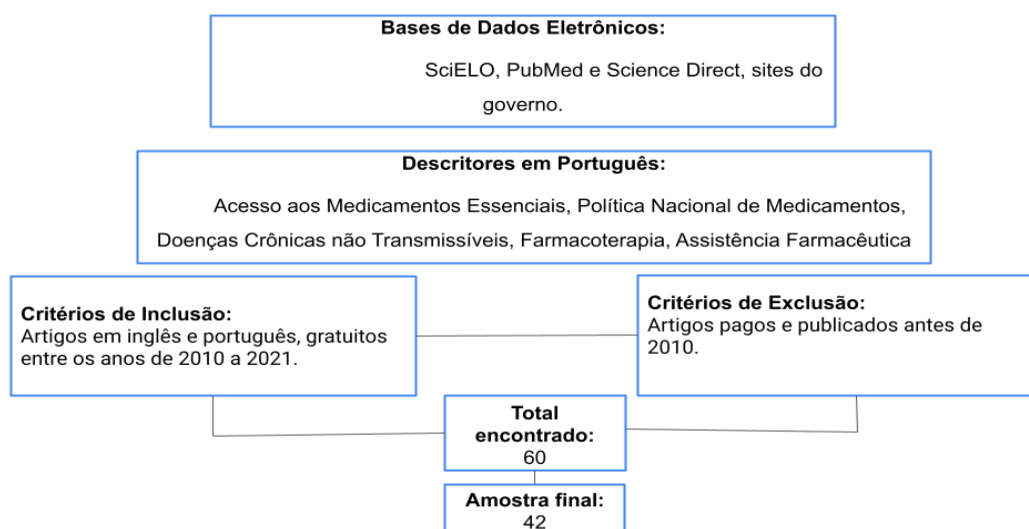 Bases de Dados Eletrônicos:
SciELO, PubMed e Science Direct, sites do
governo.
Descritores em Português:
Acesso aos Medicamentos Essenciais, Política Nacional de Medicamentos,
Doenças Crônicas não Transmissíveis, Farmacoterapia, Assistência Farmacêutica
Critérios de Inclusão:
Artigos em inglês e português, gratuitos
entre os anos de 2010 a 2021.
Critérios de Exclusão:
Artigos pagos e publicados antes de
2010.
Total
encontrado:
60
Amostra final:
42